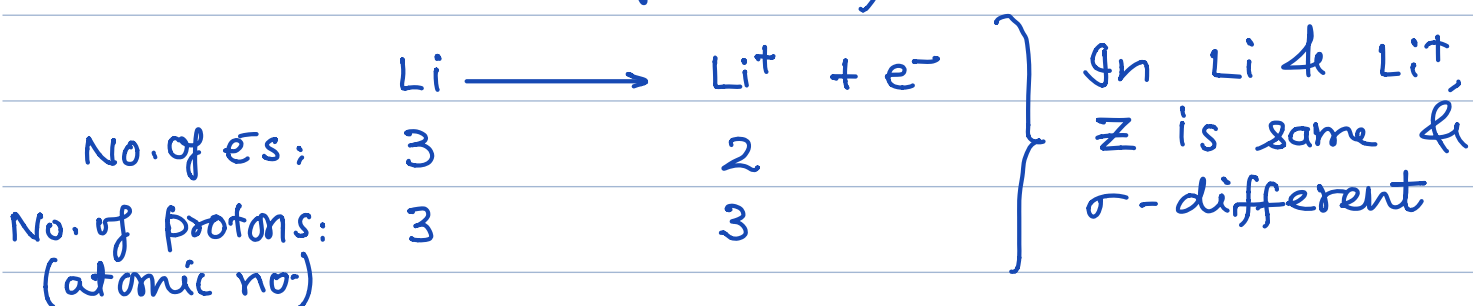 Li ⟶ Li⁺ + e⁻
No. of ēs: 3 2
No. of protons: 3 3
(atomic no.)
In Li & Li⁺,
Z is same &
σ - different